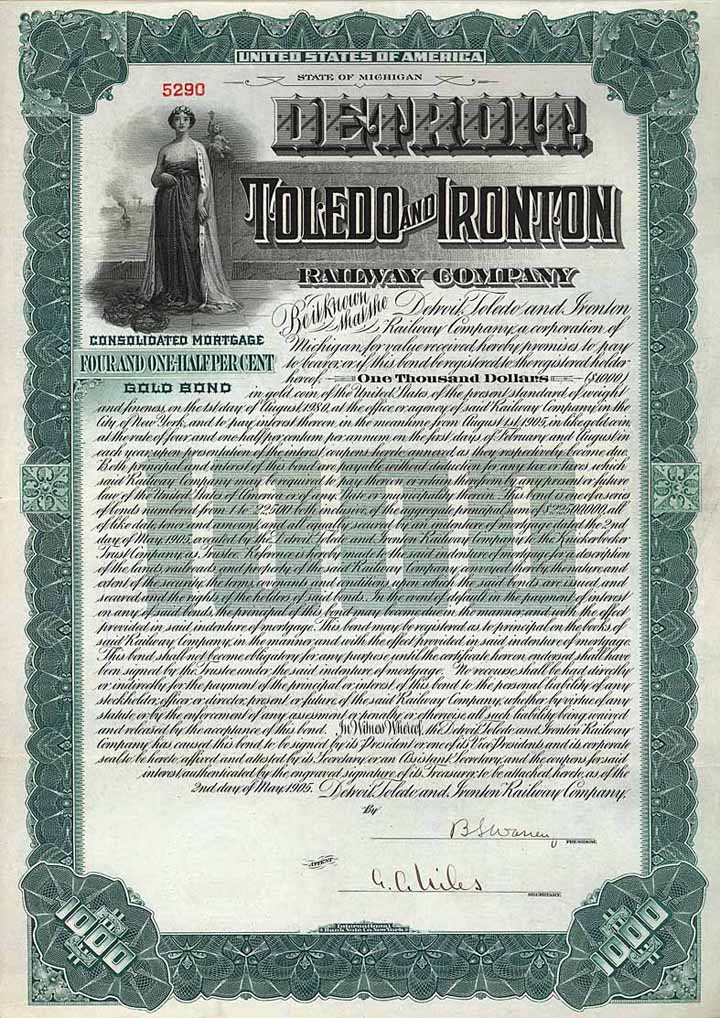 UNITED STATES OF AMERICA
STATE OF MICHIGAN
5290
DETROIT,
TOLEDO AND IRONTON
RAILWAY COMPANY
CONSOLIDATED MORTGAGE
FOUR AND ONE-HALF PER CENT
GOLD BOND
Be it known that the Detroit, Toledo and Ironton
Railway Company, a corporation of
Michigan, for value received, hereby promises to pay
to bearer, or if this bond be registered, to the registered holder
hereof, One Thousand Dollars ($1000)
in gold coin of the United States of the present standard of weight
and fineness, on the 1st day of August 1980, at the office or agency of said Railway Company in the
City of New York, and to pay interest thereon, in the meantime from August 1st, 1905, in like gold coin,
at the rate of four and one half per centum per annum on the first days of February and August in
each year upon presentation of the interest coupons hereto annexed as they respectively become due.
Both principal and interest of this bond are payable without deduction for any tax or taxes which
said Railway Company may be required to pay thereon or retain therefrom by any present or future
law of the United States of America or of any State or municipality therein. This bond is one of a series
of bonds numbered from 1 to 22500 both inclusive, of the aggregate principal sum of $22,500,000, all
of like date, tenor and amount, and all equally secured by an indenture of mortgage dated the 2nd
day of May, 1905, executed by the Detroit, Toledo and Ironton Railway Company to the Knickerbocker
Trust Company, as Trustee. Reference is hereby made to the said indenture of mortgage for a description
of the bonds, railroads and property of the said Railway Company so conveyed thereby, the nature and
extent of the security, the terms, covenants and conditions upon which the said bonds are issued, and
secured, and the rights of the holders of said bonds. In the event of default in the payment of interest
on any of said bonds, the principal of this bond may become due in the manner and with the effect
provided in said indenture of mortgage. This bond may be registered as to principal on the books of
said Railway Company, in the manner and with the effect provided in said indenture of mortgage.
This bond shall not become obligatory for any purpose until the certificate hereon endorsed shall have
been signed by the Trustee under the said indenture of mortgage. No recourse shall be had, directly
or indirectly for the payment of the principal or interest of this bond to the personal liability of any
stockholder, officer or director, present or future, of the said Railway Company, whether by virtue of any
statute or by the enforcement of any assessment or penalty, or otherwise, all such liability being waived
and released by the acceptance of this bond. In Witness Whereof, the Detroit, Toledo and Ironton Railway
Company has caused this bond to be signed by its President or one of its Vice Presidents and its corporate
seal to be hereto affixed and attested by its Secretary or an Assistant Secretary, and the coupons for said
interest, authenticated by the engraved signature of its Treasurer to be attached hereto, as of the
2nd day of May, 1905. Detroit, Toledo and Ironton Railway Company,
1000
By
B S Warren
PRESIDENT.
ATTEST
SECRETARY.
1000
International
Bank Note Co. New York
1000